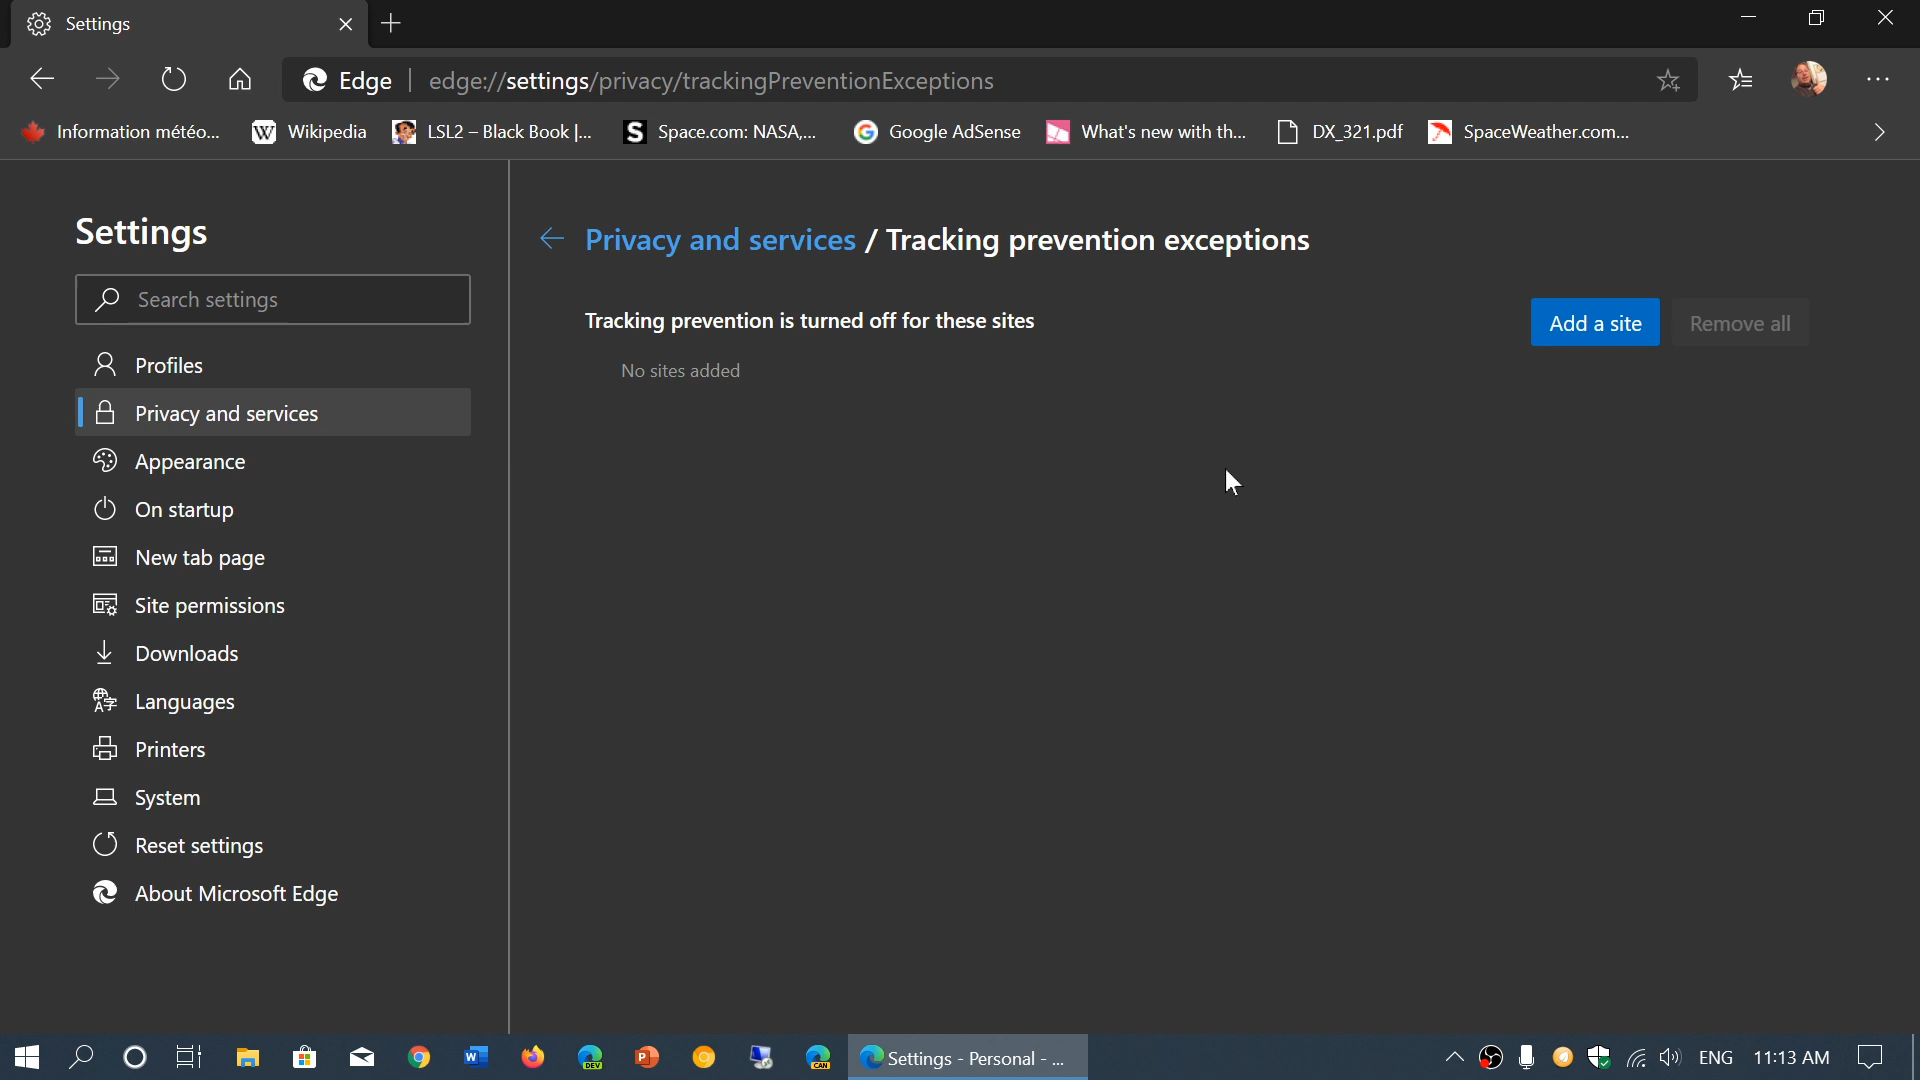 Settings
Edge | edge://settings/privacy/trackingPreventionExceptions
Information météo... Wikipedia LSL2 – Black Book |... Space.com: NASA,... Google AdSense What's new with th... DX_321.pdf SpaceWeather.com...
Settings
Search settings
Profiles
Privacy and services
Appearance
On startup
New tab page
Site permissions
Downloads
Languages
Printers
System
Reset settings
About Microsoft Edge
Privacy and services / Tracking prevention exceptions
Tracking prevention is turned off for these sites
Add a site Remove all
No sites added
Settings - Personal - ...
ENG 11:13 AM